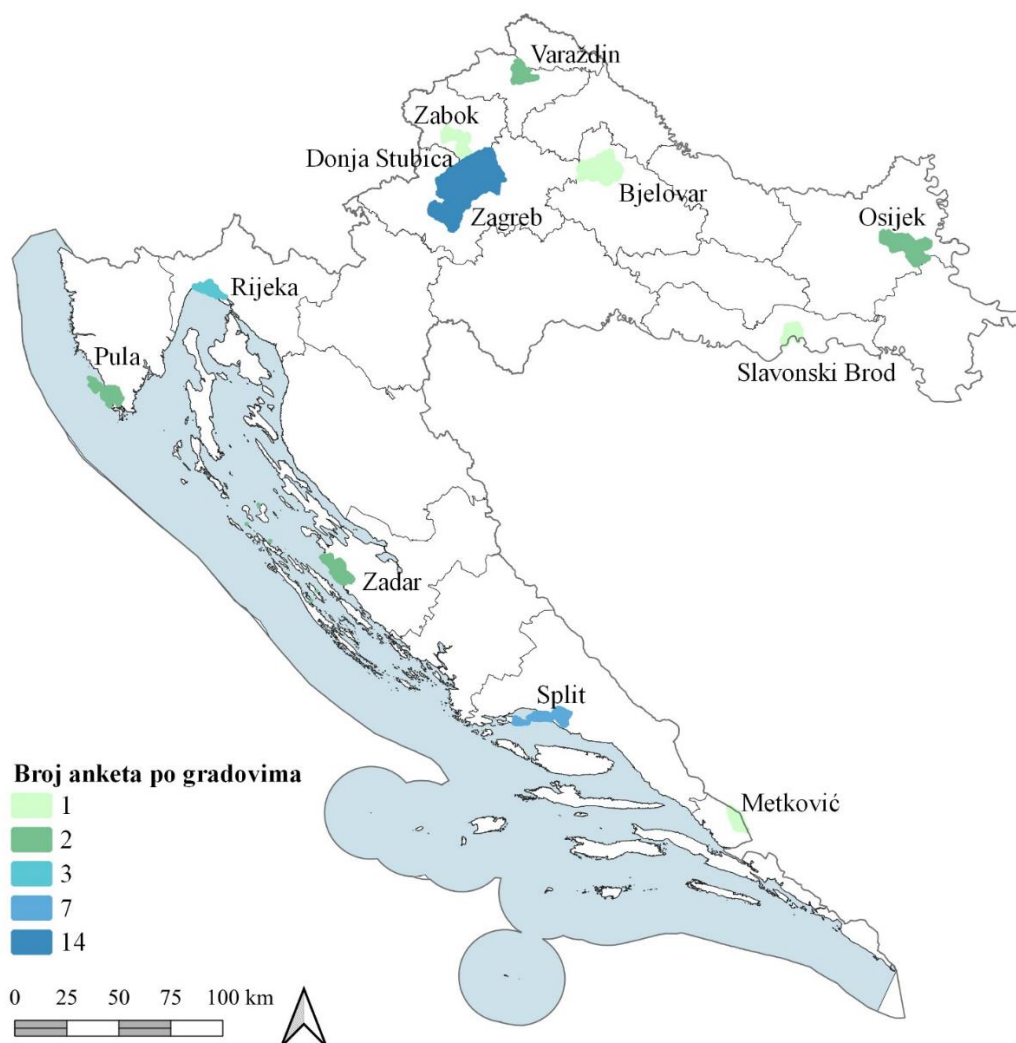 Varaždin
Zabok
Donja Stubica
Zagreb
Bjelovar
Osijek
Rijeka
Pula
Slavonski Brod
Zadar
Split
Metković
Broj anketa po gradovima
1
2
3
7
14
0 25 50 75 100 km